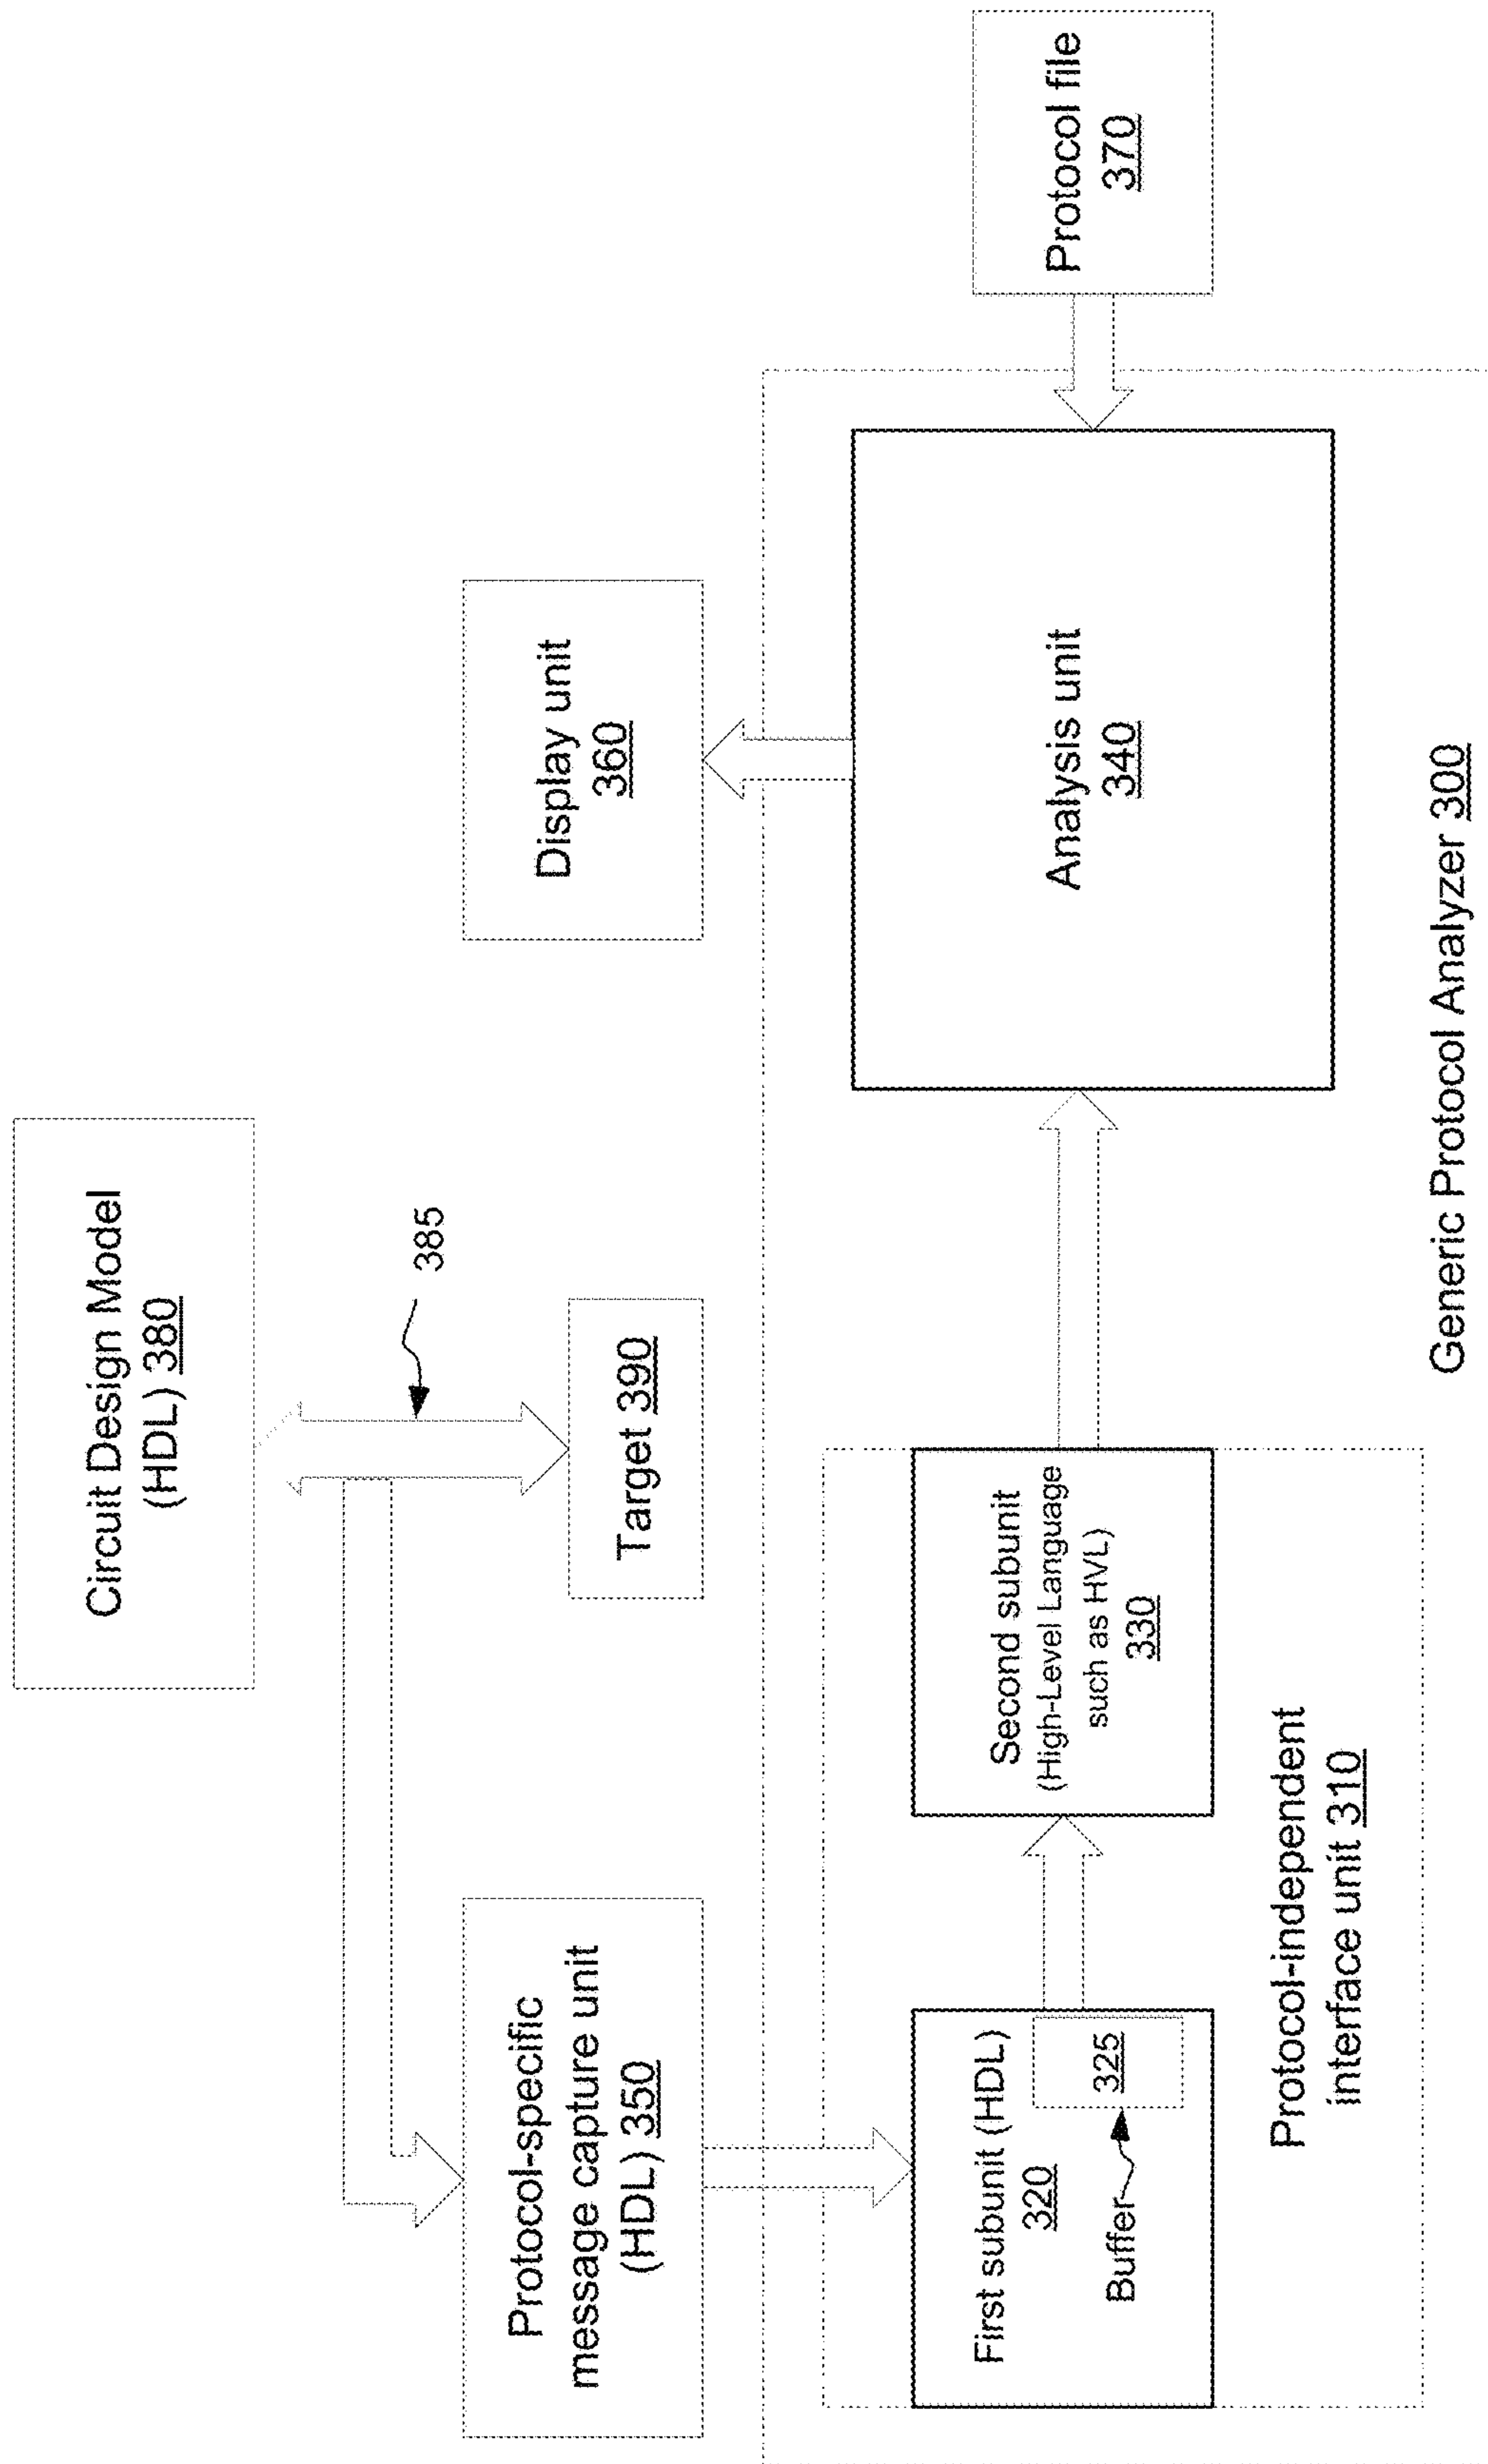 Circuit Design Model
(HDL) 380
385
Target 390
Protocol-specific
message capture unit
(HDL) 350
Display unit
360
First subunit (HDL)
320
325
Buffer
Second subunit
(High-Level Language
such as HVL)
330
Protocol-independent
interface unit 310
Analysis unit
340
Protocol file
370
Generic Protocol Analyzer 300